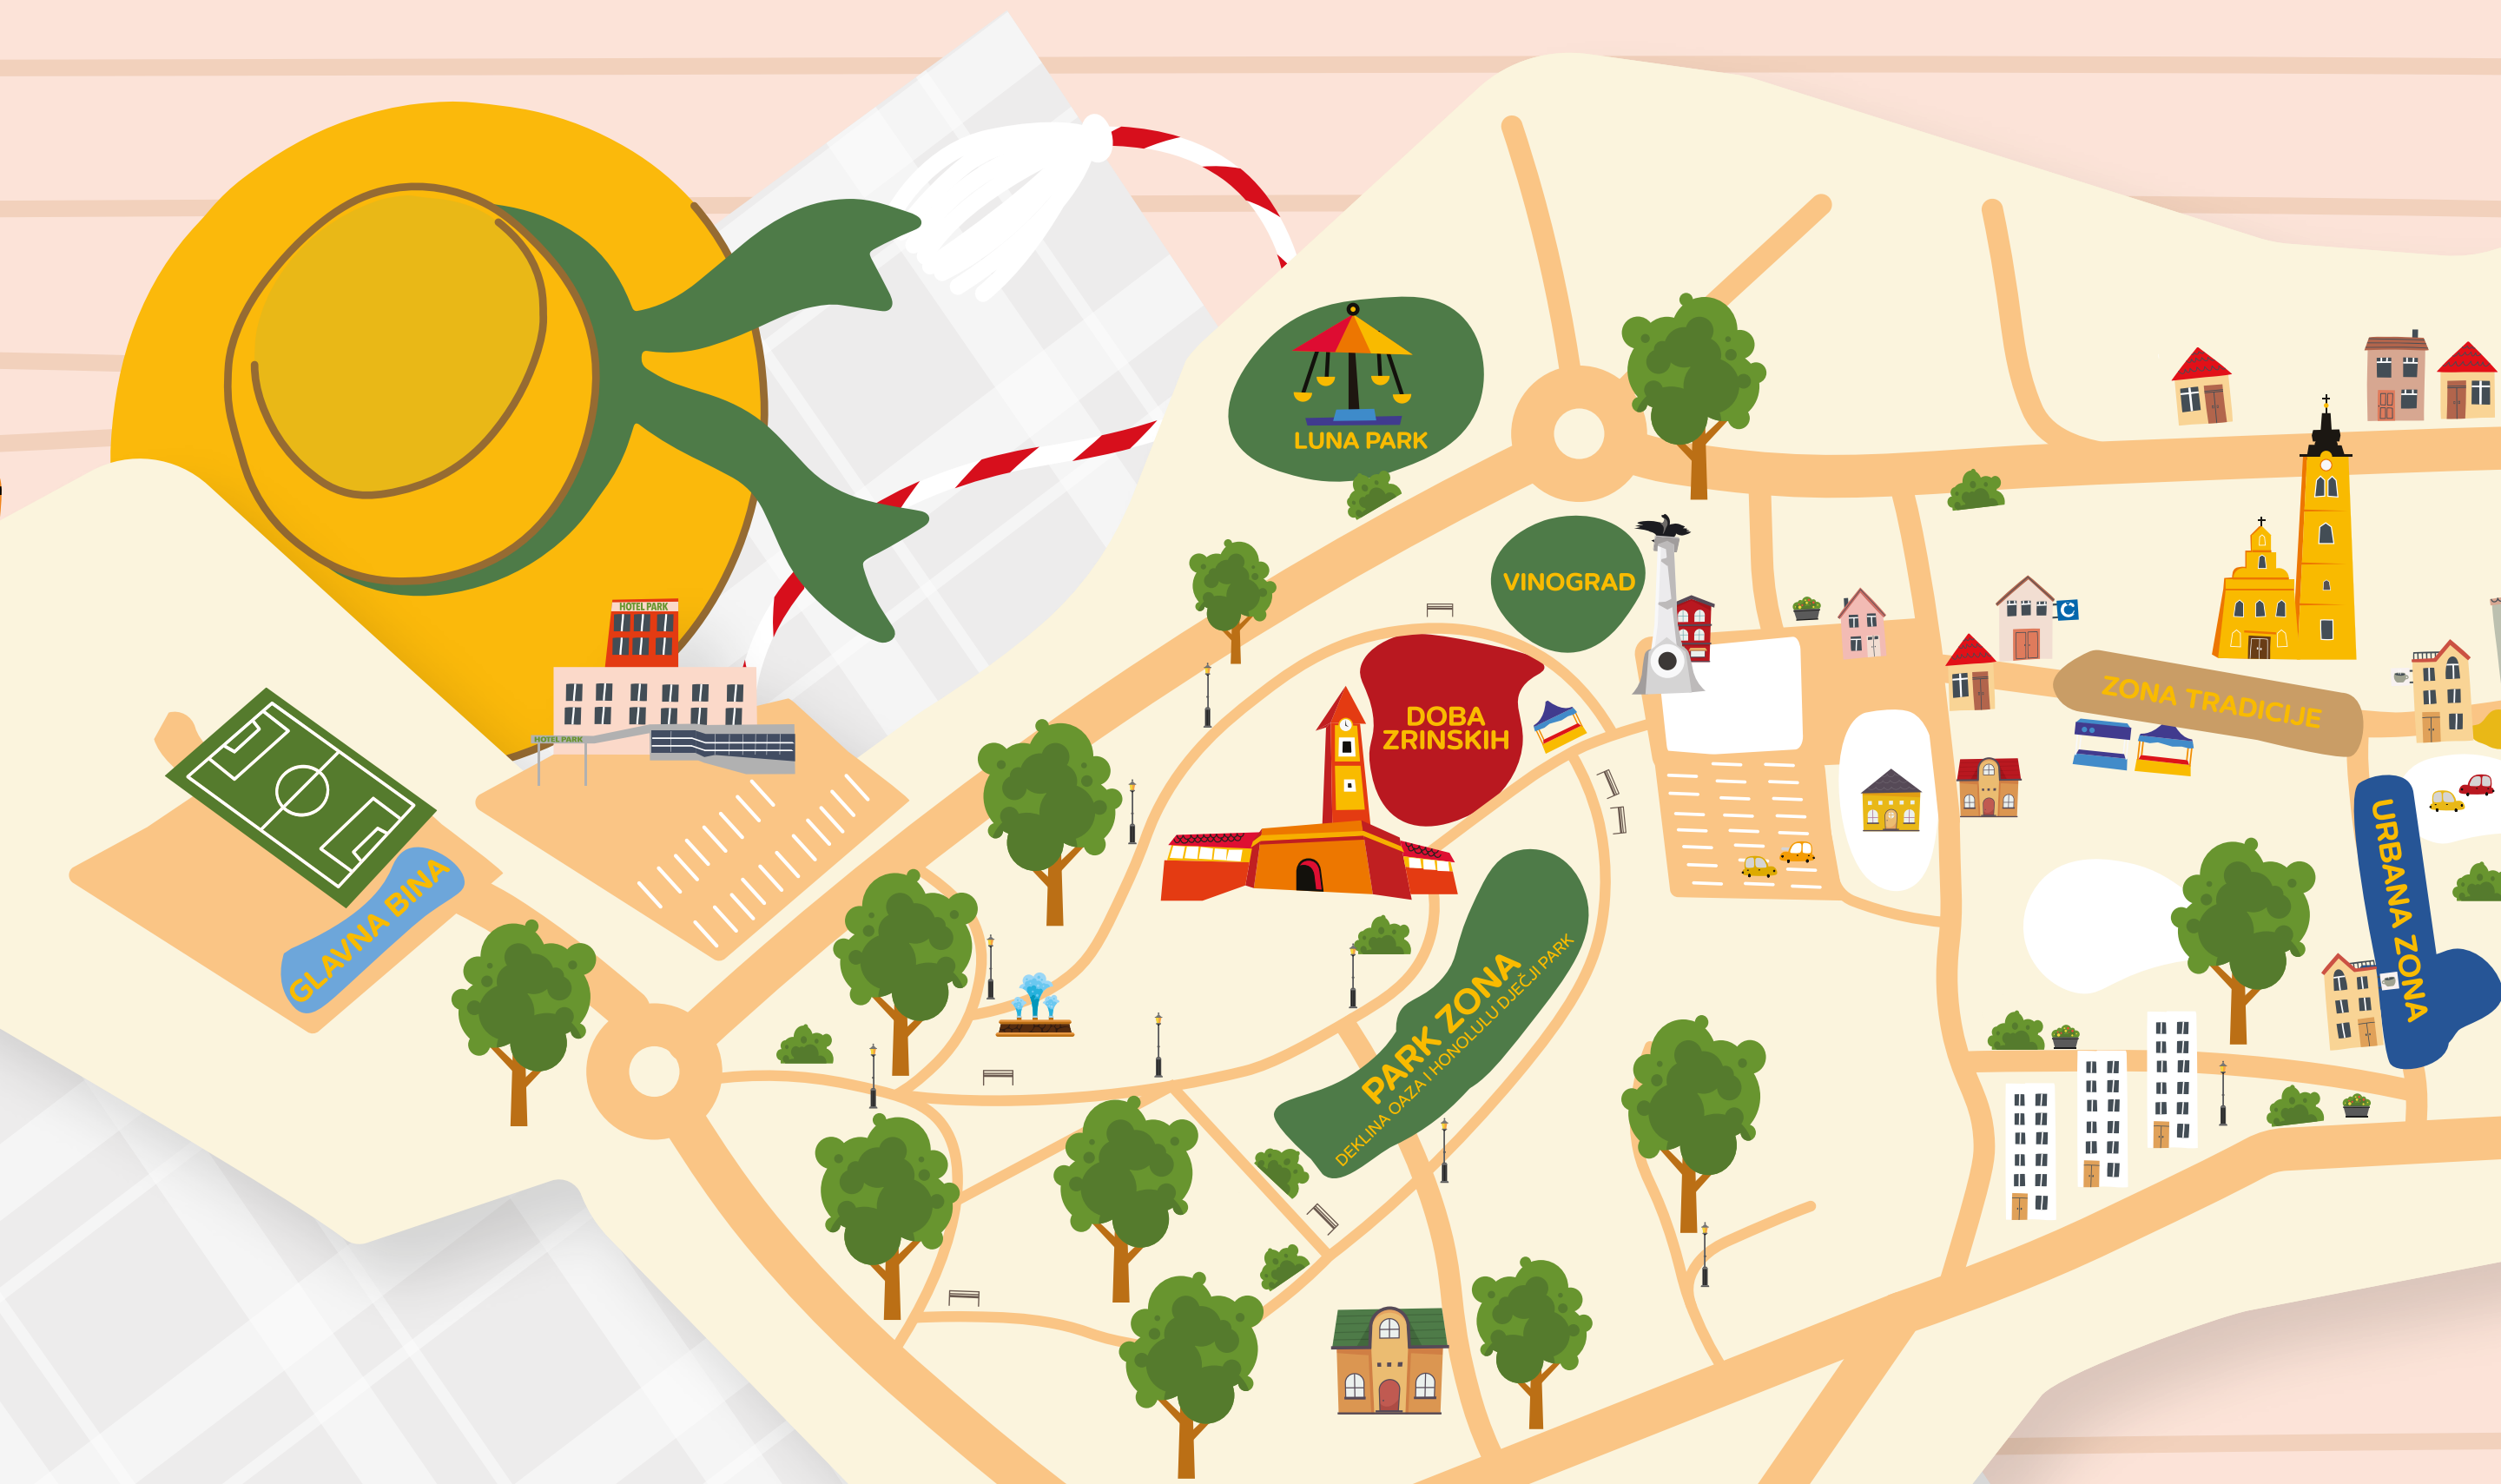 LUNA PARK
VINOGRAD
HOTEL PARK
HOTEL PARK
DOBA
ZRINSKIH
C
ZONA TRADICIJE
GLAVNA BINA
URBANA ZONA
PARK ZONA
DEKLINA OAZA I HONOLULU DJEČJI PARK